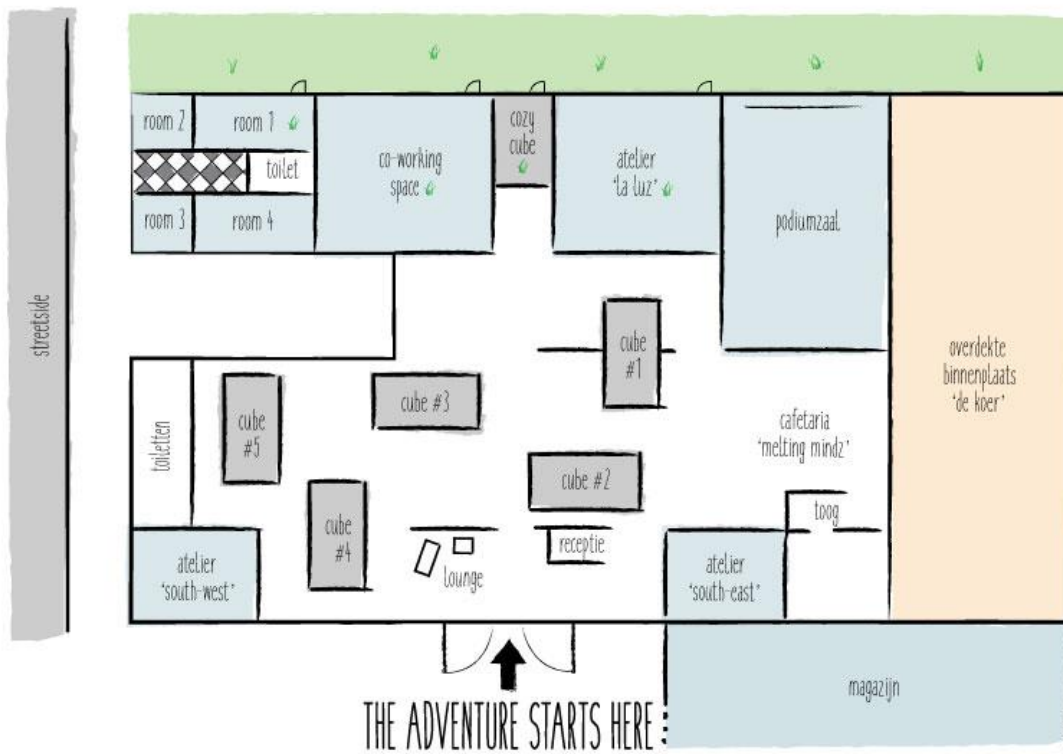 streetside
room 2
room 1
toilet
room 3
room 4
co-working
space
cozy
cube
atelier
'la luz'
podiumzaal
overdekte
binnenplaats
'de koer'
cube
#1
cube #3
cube
#5
toiletten
cafetaria
'melting mindz'
cube #2
cube
#4
toog
receptie
lounge
atelier
'south-west'
atelier
'south-east'
magazijn
THE ADVENTURE STARTS HERE